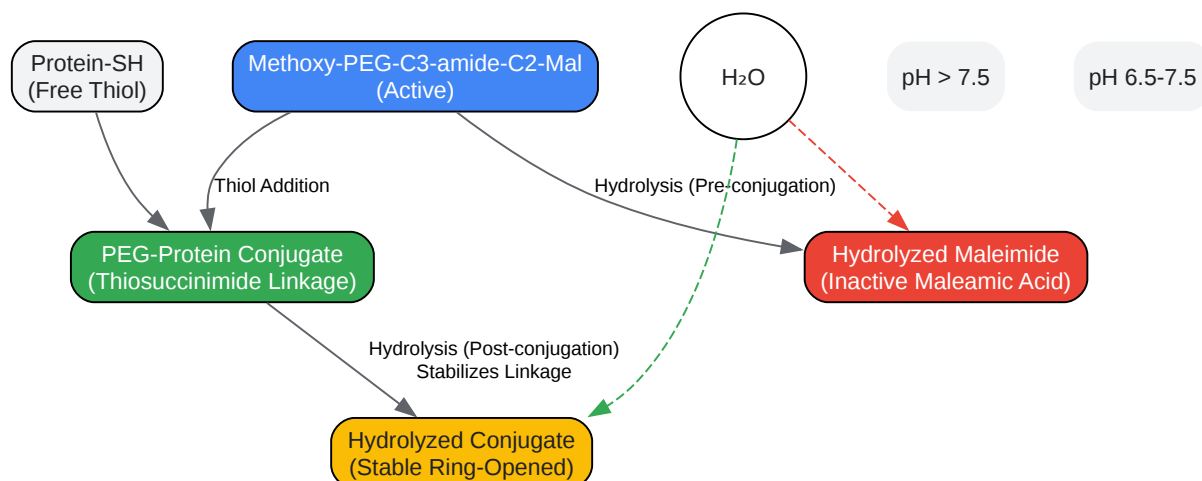 Protein-SH
(Free Thiol)
Methoxy-PEG-C3-amide-C2-Mal
(Active)
H₂O
pH > 7.5
pH 6.5-7.5
Thiol Addition
Hydrolysis (Pre-conjugation)
PEG-Protein Conjugate
(Thiosuccinimide Linkage)
Hydrolyzed Maleimide
(Inactive Maleamic Acid)
Hydrolysis (Post-conjugation)
Stabilizes Linkage
Hydrolyzed Conjugate
(Stable Ring-Opened)